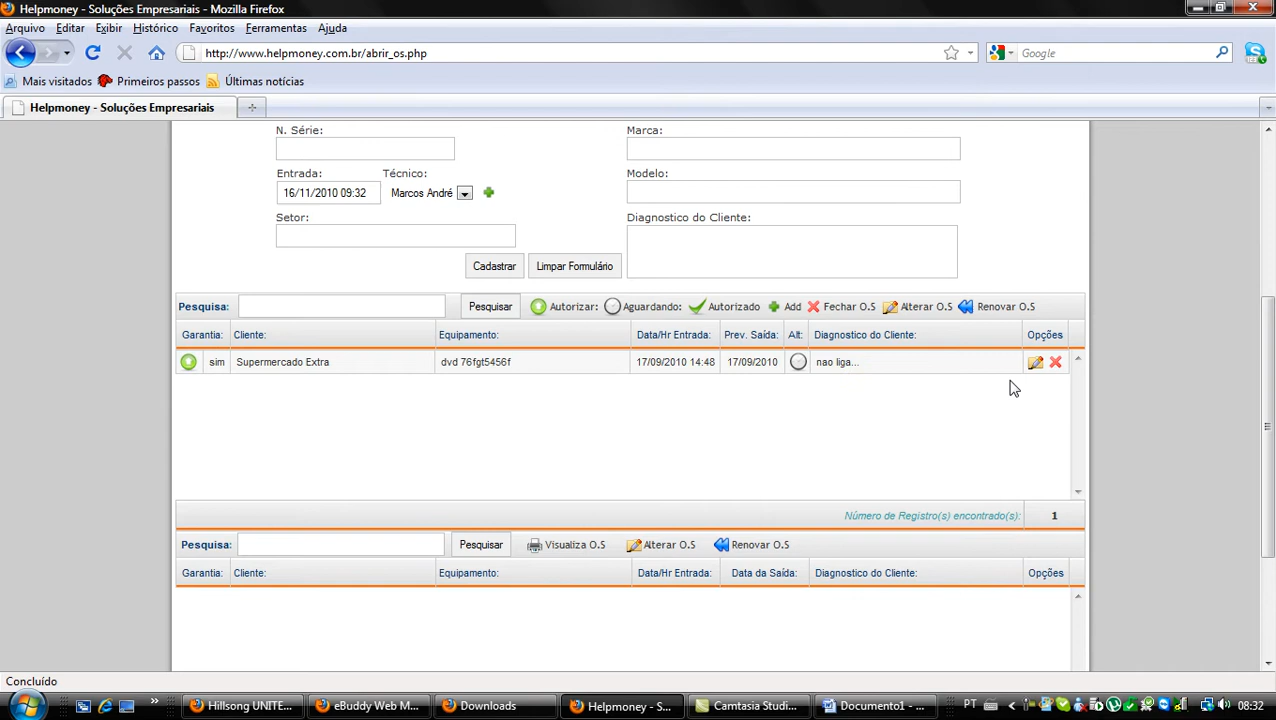 Helpmoney - Soluções Empresariais - Mozilla Firefox
Arquivo Editar Exibir Histórico Favoritos Ferramentas Ajuda
http://www.helpmoney.com.br/abrir_os.php Google
Mais visitados Primeiros passos Últimas notícias
Helpmoney - Soluções Empresariais
N. Série: Marca:
Entrada: Técnico: Modelo:
16/11/2010 09:32 Marcos André
Setor: Diagnostico do Cliente:
Cadastrar Limpar Formulário
Pesquisa: Pesquisar Autorizar: Aguardando: Autorizado Add Fechar O.S Alterar O.S Renovar O.S
Garantia: Cliente: Equipamento: Data/Hr Entrada: Prev. Saída: Alt: Diagnostico do Cliente: Opções
sim Supermercado Extra dvd 76fgt5456f 17/09/2010 14:48 17/09/2010 nao liga...
Número de Registro(s) encontrado(s): 1
Pesquisa: Pesquisar Visualiza O.S Alterar O.S Renovar O.S
Garantia: Cliente: Equipamento: Data/Hr Entrada: Data da Saída: Diagnostico do Cliente: Opções
Concluído
Hillsong UNITE... eBuddy Web M... Downloads Helpmoney - S... Camtasia Studi... Documento1 - ... PT 08:32